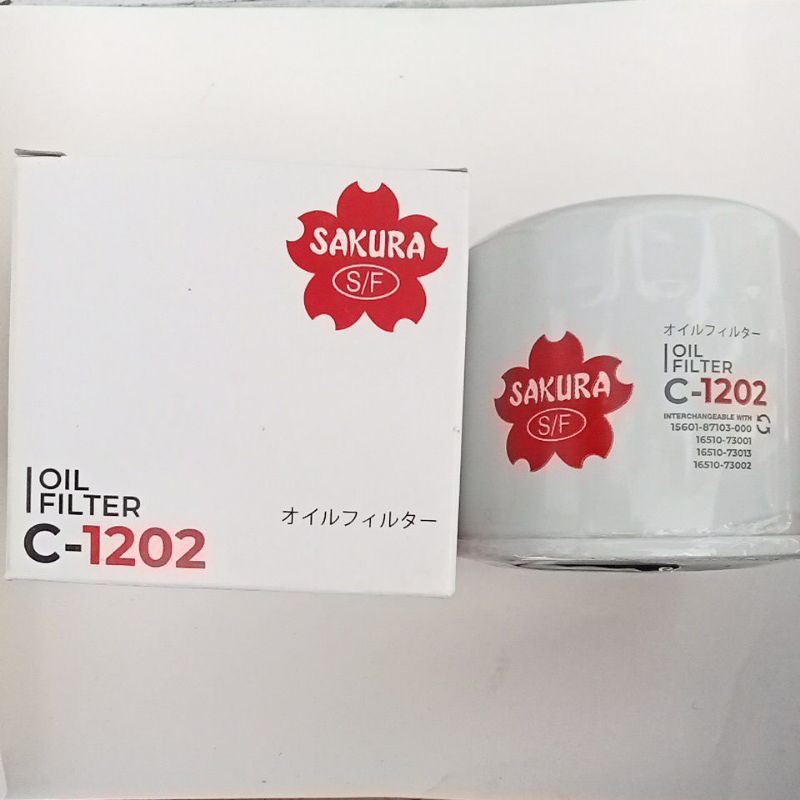 SAKURA
S/F
OIL
FILTER
C-1202
オイルフィルター
SAKURA
S/F
オイルフィルター
OIL
FILTER
C-1202
INTERCHANGEABLE WITH
15601-87103-000
16510-73001
16510-73013
16510-73002